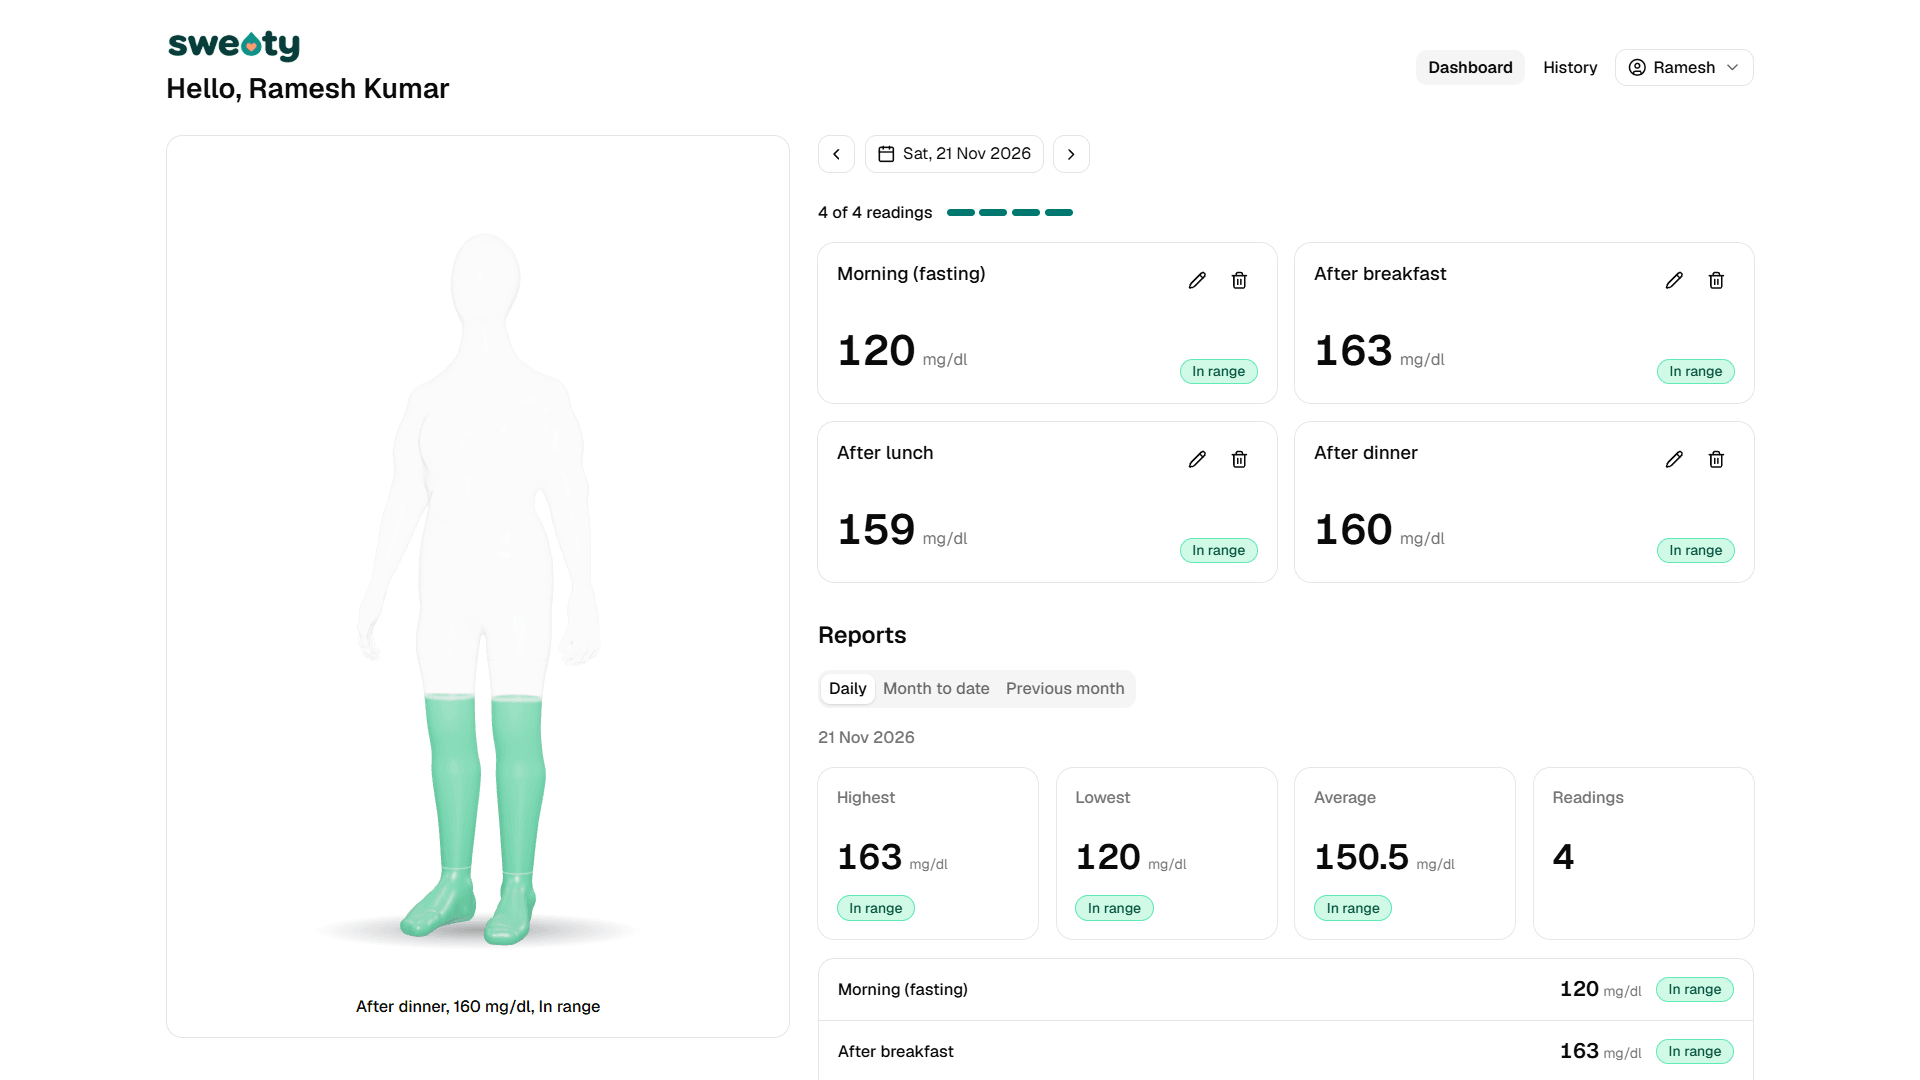 sweaty
Hello, Ramesh Kumar
Dashboard
History
Ramesh
Sat, 21 Nov 2026
4 of 4 readings
Morning (fasting)
120 mg/dl
In range
After breakfast
163 mg/dl
In range
After lunch
159 mg/dl
In range
After dinner
160 mg/dl
In range
After dinner, 160 mg/dl, In range
Reports
Daily
Month to date
Previous month
21 Nov 2026
Highest
163 mg/dl
In range
Lowest
120 mg/dl
In range
Average
150.5 mg/dl
In range
Readings
4
Morning (fasting)
120 mg/dl
In range
After breakfast
163 mg/dl
In range